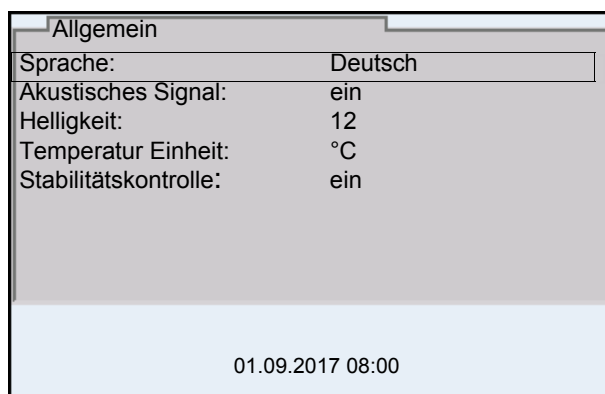 Allgemein
Sprache: Deutsch
Akustisches Signal: ein
Helligkeit: 12
Temperatur Einheit: °C
Stabilitätskontrolle: ein
01.09.2017 08:00